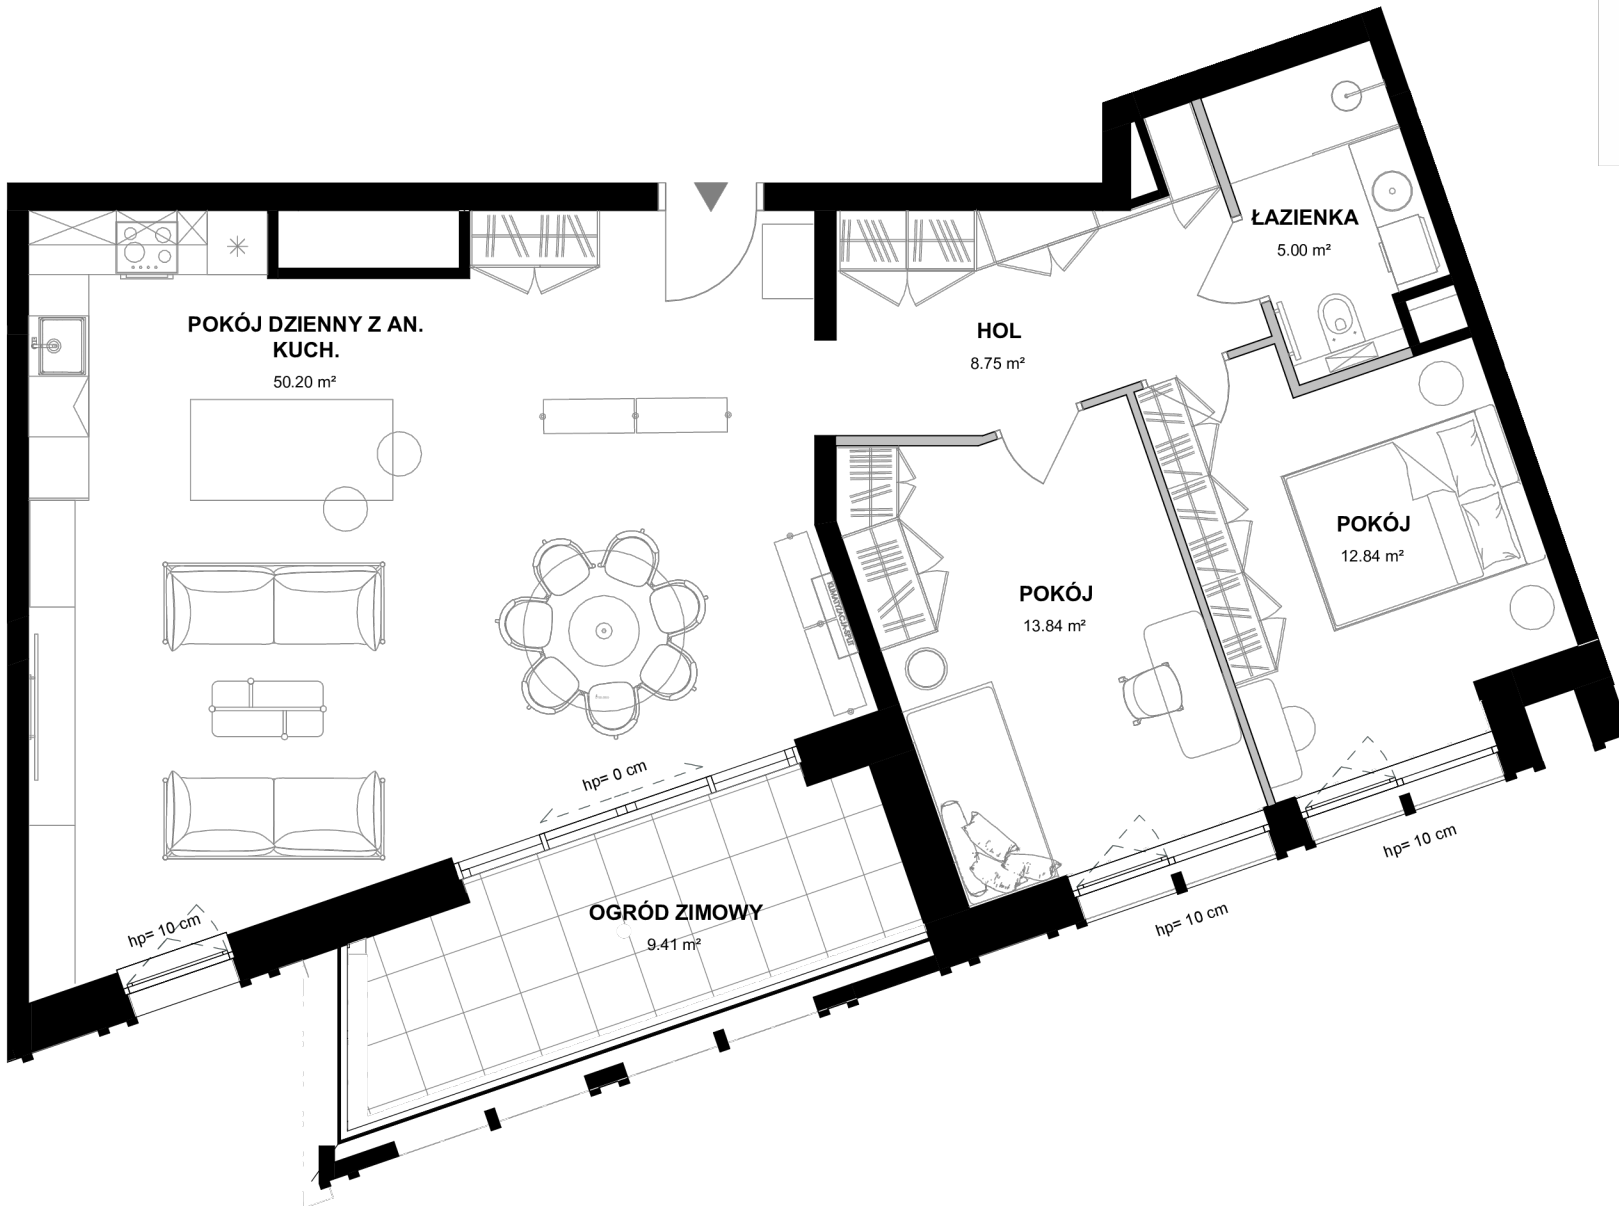 ŁAZIENKA
5.00 m²
POKÓJ DZIENNY Z AN.
KUCH.
50.20 m²
HOL
8.75 m²
POKÓJ
12.84 m²
POKÓJ
13.84 m²
KLIMATYZACJA-SPLIT
hp= 0 cm
hp= 10 cm
OGRÓD ZIMOWY
9.41 m²
hp= 10 cm
hp= 10 cm